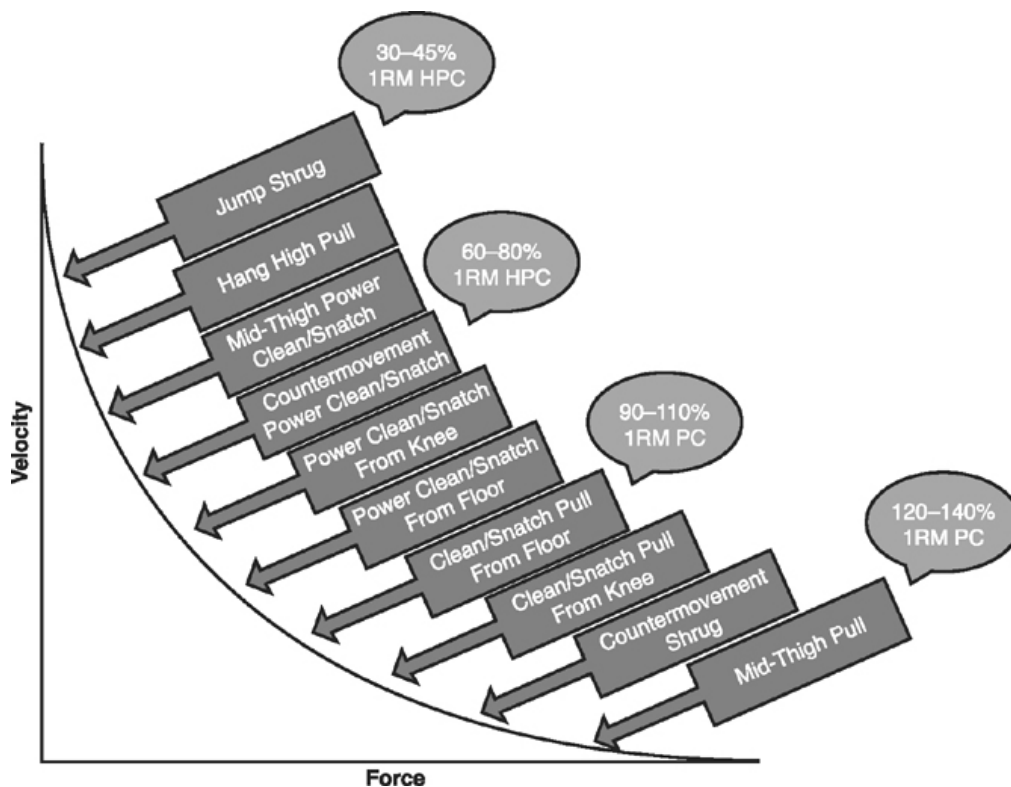 30–45%
1RM HPC
Jump Shrug
Hang High Pull
60–80%
1RM HPC
Mid-Thigh Power
Clean/Snatch
Countermovement
Power Clean/Snatch
Power Clean/Snatch
From Knee
90–110%
1RM PC
Power Clean/Snatch
From Floor
Clean/Snatch Pull
From Floor
120–140%
1RM PC
Clean/Snatch Pull
From Knee
Countermovement
Shrug
Mid-Thigh Pull
Velocity
Force